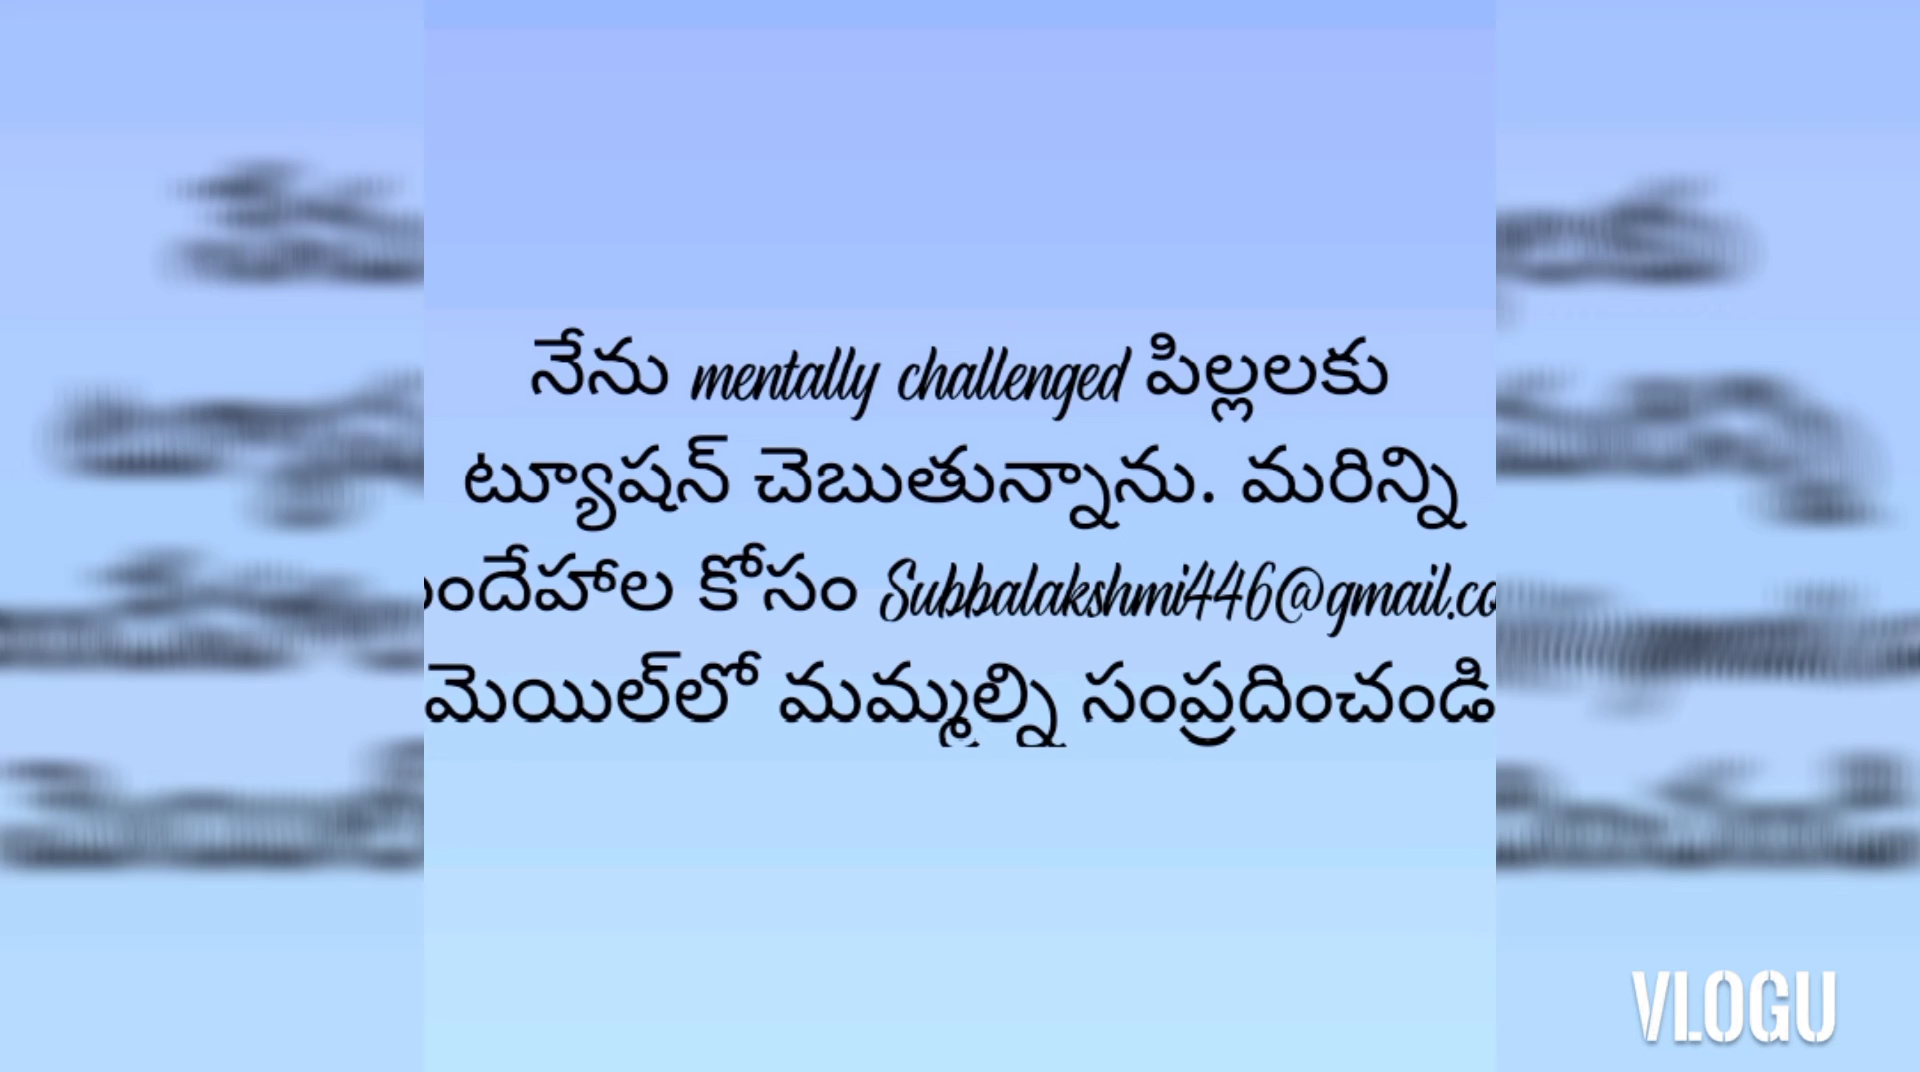 నేను mentally challenged పిల్లలకు
ట్యూషన్ చెబుతున్నాను. మరిన్ని
ందేహాల కోసం Subbalakshmi446@gmail.co
మెయిల్‌లో మమ్మల్ని సంప్రదించండి
VLOGU